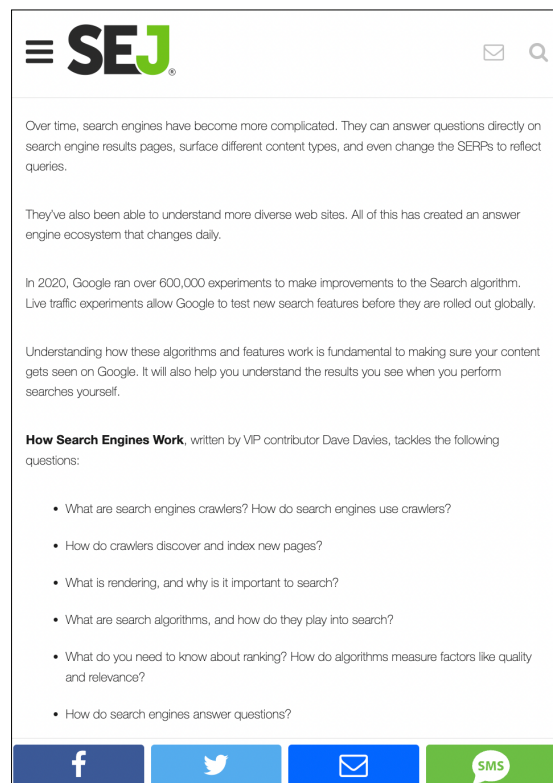 SEJ®
Over time, search engines have become more complicated. They can answer questions directly on
search engine results pages, surface different content types, and even change the SERPs to reflect
queries.
They've also been able to understand more diverse web sites. All of this has created an answer
engine ecosystem that changes daily.
In 2020, Google ran over 600,000 experiments to make improvements to the Search algorithm.
Live traffic experiments allow Google to test new search features before they are rolled out globally.
Understanding how these algorithms and features work is fundamental to making sure your content
gets seen on Google. It will also help you understand the results you see when you perform
searches yourself.
How Search Engines Work, written by VIP contributor Dave Davies, tackles the following
questions:
• What are search engines crawlers? How do search engines use crawlers?
• How do crawlers discover and index new pages?
• What is rendering, and why is it important to search?
• What are search algorithms, and how do they play into search?
• What do you need to know about ranking? How do algorithms measure factors like quality
and relevance?
• How do search engines answer questions?
SMS